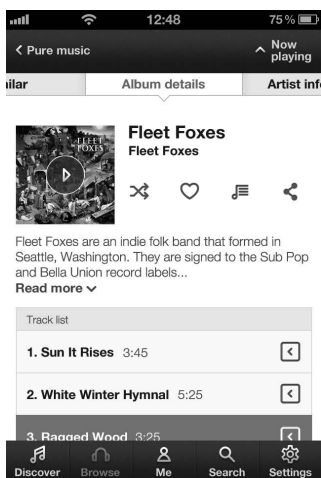 12:48
75 %
Pure music
Now
playing
nilar
Album details
Artist info
FLEET
FOXES
Fleet Foxes
Fleet Foxes
Fleet Foxes are an indie folk band that formed in
Seattle, Washington. They are signed to the Sub Pop
and Bella Union record labels...
Read more
Track list
1. Sun It Rises 3:45
2. White Winter Hymnal 5:25
3. Ragged Wood 3:25
Discover
Browse
Me
Search
Settings